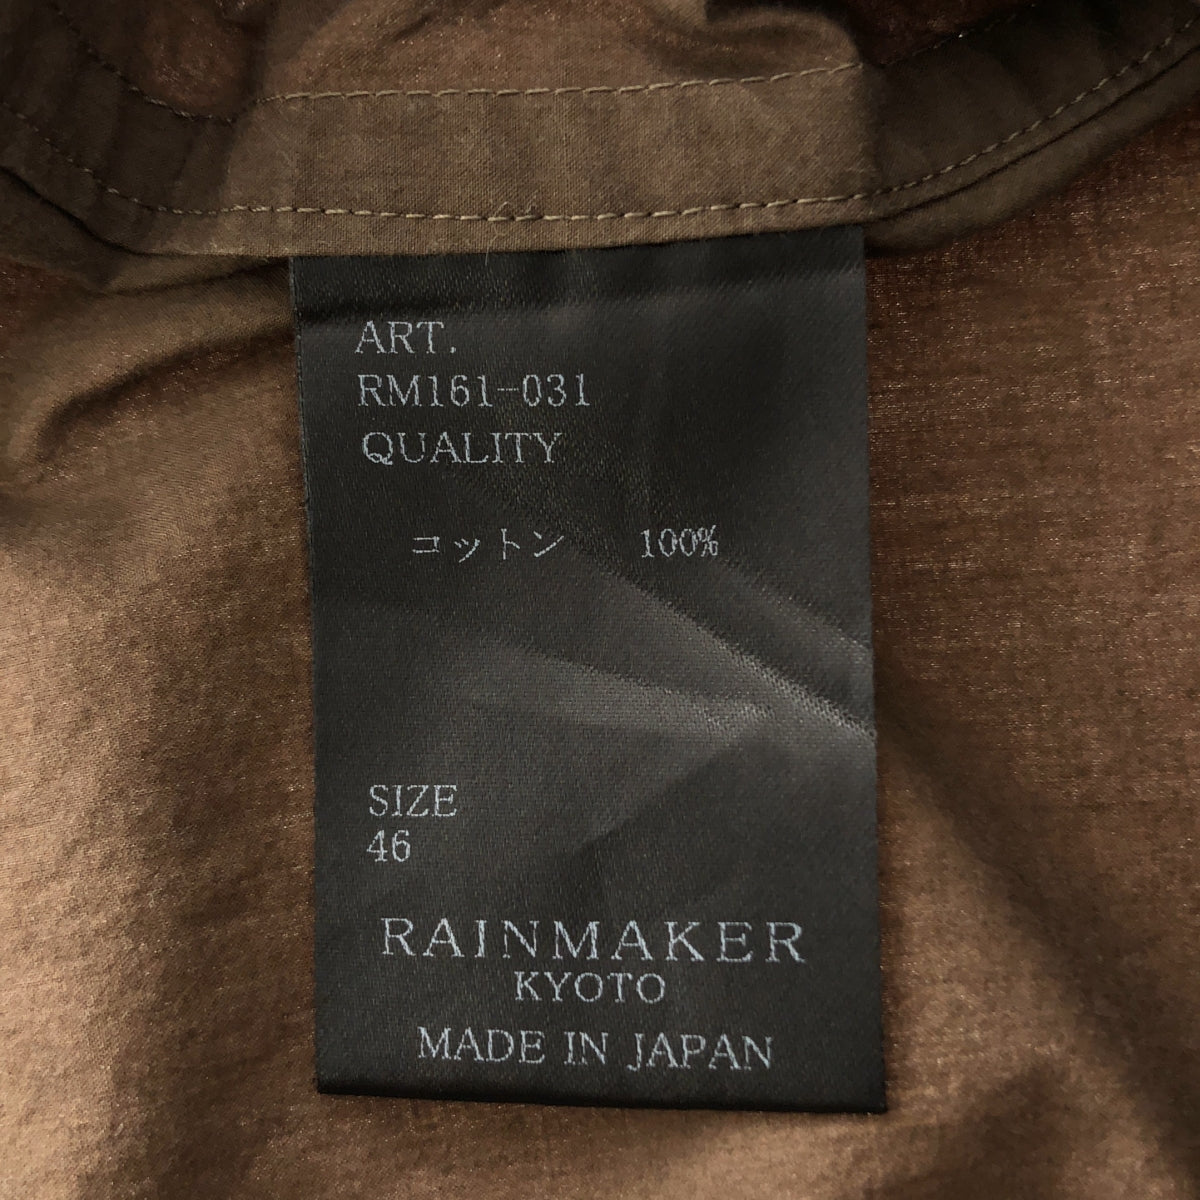 ART.
RM161-031
QUALITY
コットン 100%
SIZE
46
RAINMAKER
KYOTO
MADE IN JAPAN